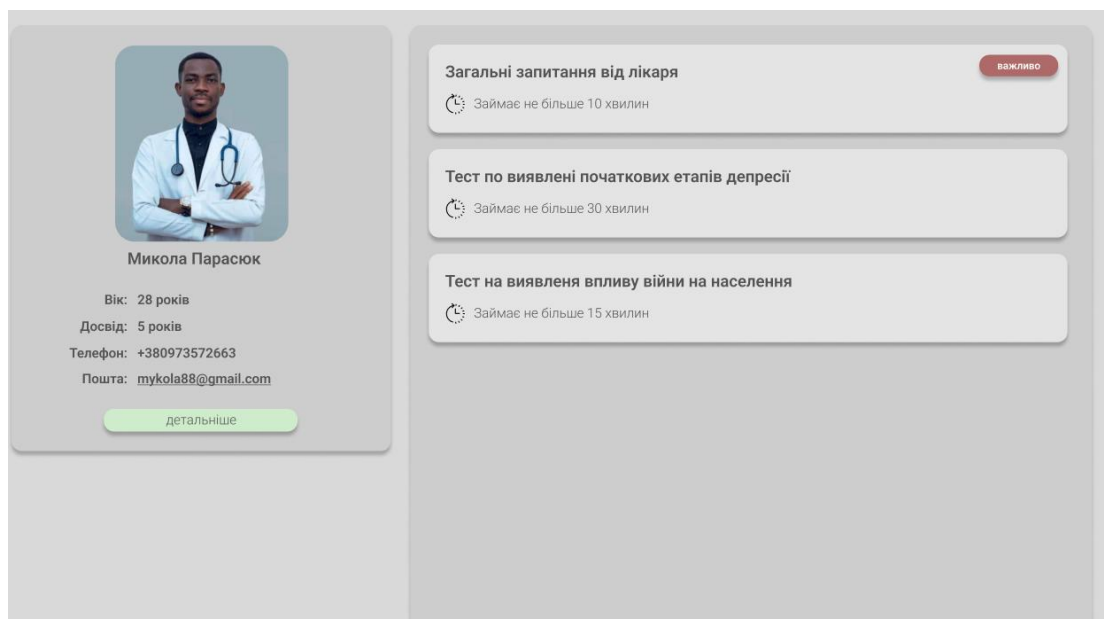 Микола Парасюк
Вік: 28 років
Досвід: 5 років
Телефон: +380973572663
Пошта: mykola88@gmail.com
детальніше
Загальні запитання від лікаря
важливо
Займає не більше 10 хвилин
Тест по виявлені початкових етапів депресії
Займає не більше 30 хвилин
Тест на виявленя впливу війни на населення
Займає не більше 15 хвилин